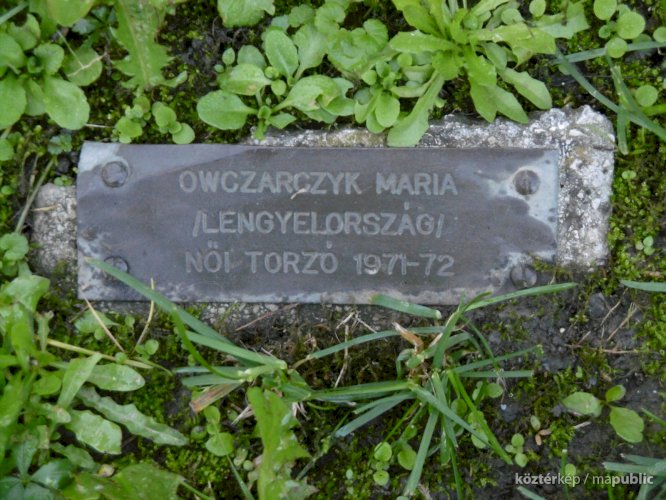 OWCZARCZYK MARIA
/LENGYELORSZÁG/
NŐI TORZÓ 1971-72
köztérkép / mapublic